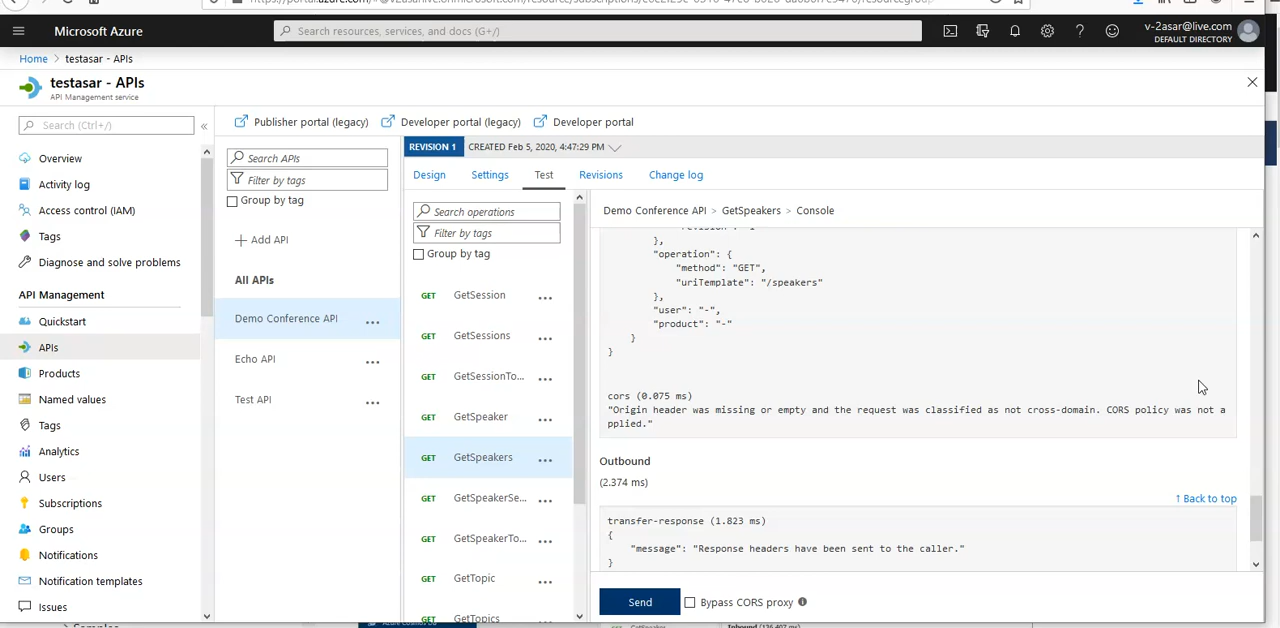 Microsoft Azure
Search resources, services, and docs (G+/)
v-2asar@live.com
DEFAULT DIRECTORY
Home > testasar - APIs
testasar - APIs
API Management service
Search (Ctrl+/)
«
Overview
Activity log
Access control (IAM)
Tags
Diagnose and solve problems
API Management
Quickstart
APIs
Products
Named values
Tags
Analytics
Users
Subscriptions
Groups
Notifications
Notification templates
Issues
Publisher portal (legacy)
Developer portal (legacy)
Developer portal
Search APIs
Filter by tags
Group by tag
Add API
All APIs
Demo Conference API
Echo API
Test API
REVISION 1 CREATED Feb 5, 2020, 4:47:29 PM
Design
Settings
Test
Revisions
Change log
Search operations
Filter by tags
Group by tag
GET GetSession
GET GetSessions
GET GetSessionTo...
GET GetSpeaker
GET GetSpeakers
GET GetSpeakerSe...
GET GetSpeakerTo...
GET GetTopic
GET GetTopics
Demo Conference API > GetSpeakers > Console
},
"operation": {
"method": "GET",
"uriTemplate": "/speakers"
},
"user": "-",
"product": "-"
}
}
cors (0.075 ms)
"Origin header was missing or empty and the request was classified as not cross-domain. CORS policy was not a
pplied."
Outbound
(2.374 ms)
↑ Back to top
transfer-response (1.823 ms)
{
"message": "Response headers have been sent to the caller."
}
Send
Bypass CORS proxy